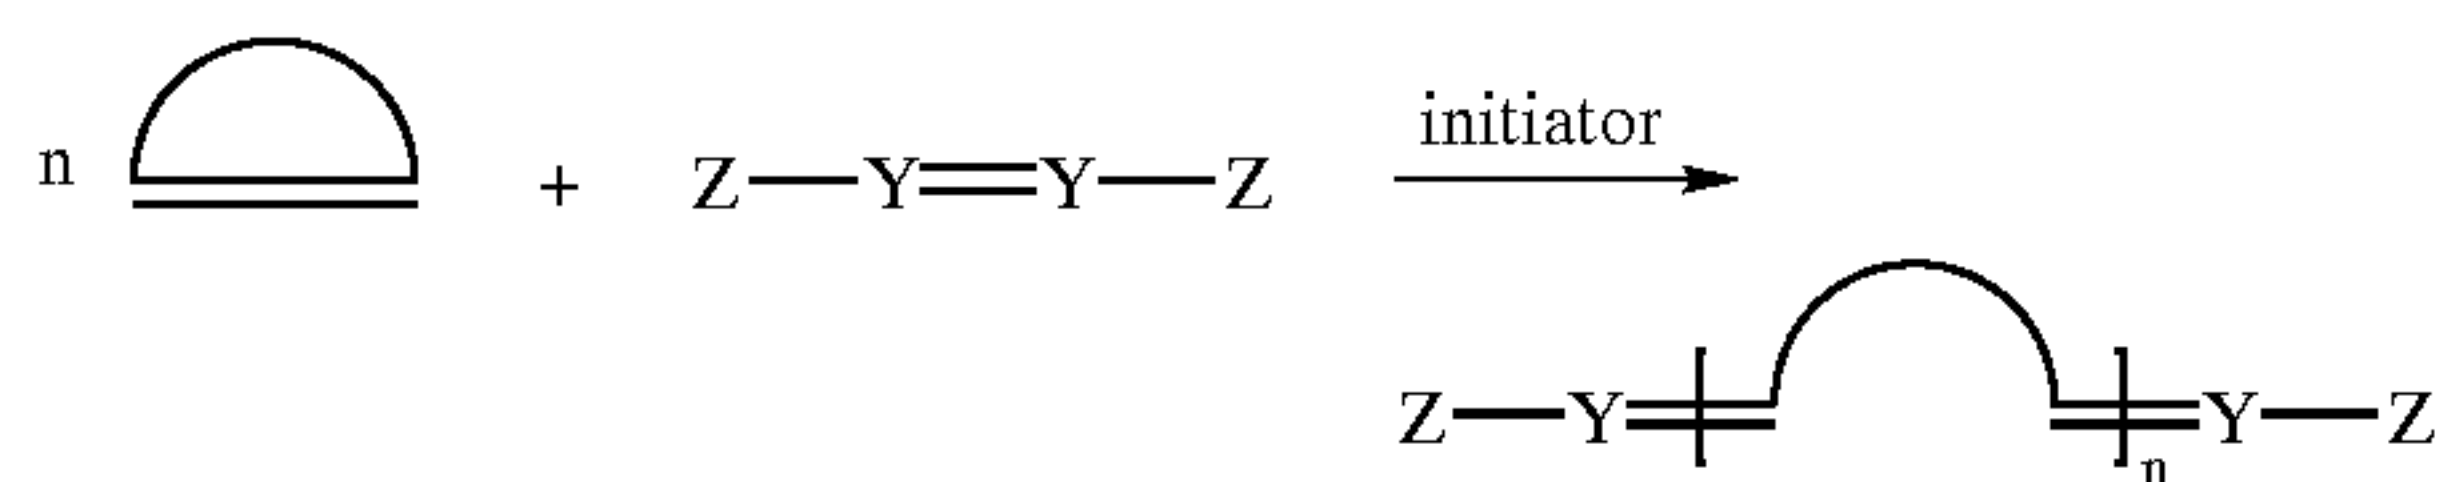 n + Z—Y=Y—Z initiator
Z—Y=[ ]=Y—Z
n